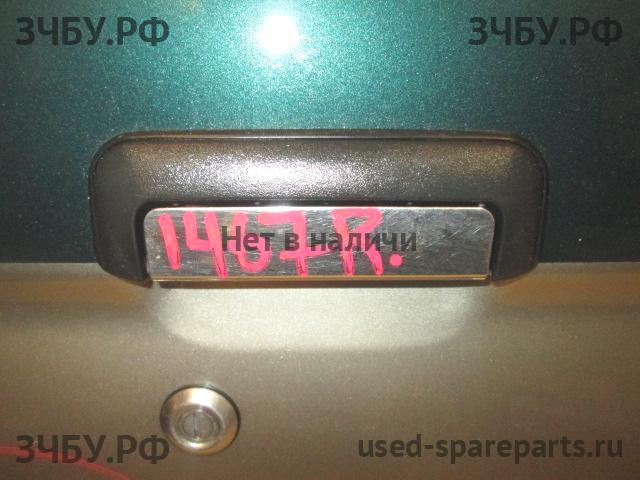 ЗЧБУ.РФ ЗЧБУ.РФ
1407R.
Нет в наличи
ЗЧБУ.РФ used-spareparts.ru